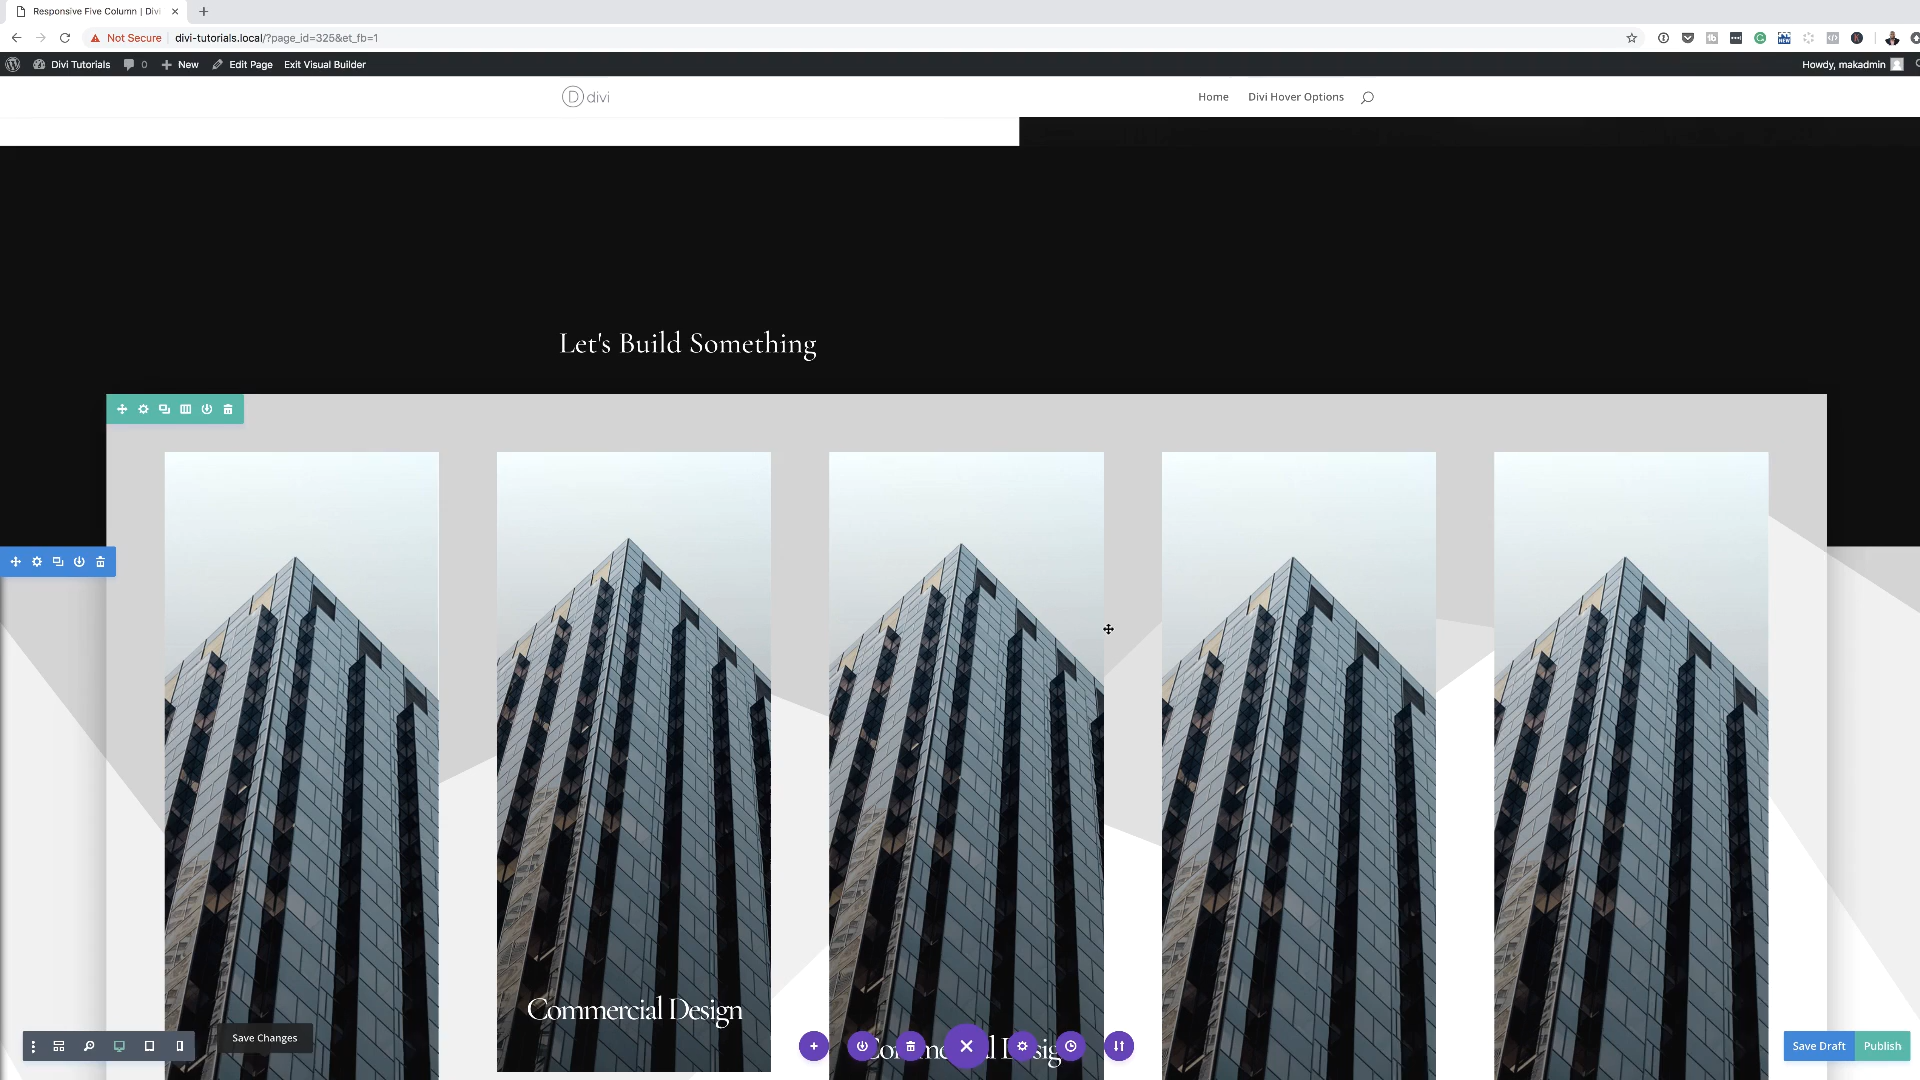 Responsive Five Column | Divi
Not Secure
divi-tutorials.local/?page_id=325&et_fb=1
Divi Tutorials
0
New
Edit Page
Exit Visual Builder
Howdy, makadmin
D divi
Home
Divi Hover Options
Let's Build Something
Commercial Design
Save Changes
Save Draft
Publish